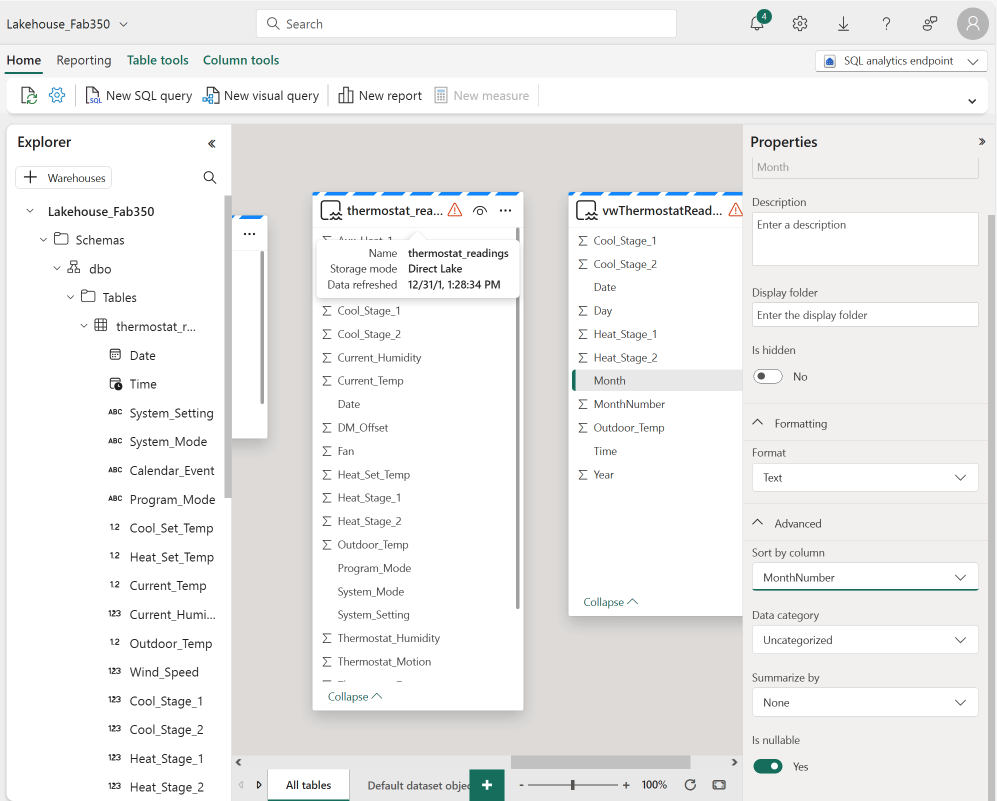 Lakehouse_Fab350
Search
4
Home Reporting Table tools Column tools
SQL analytics endpoint
SQL New SQL query New visual query New report New measure
Explorer
Warehouses
Lakehouse_Fab350
Schemas
dbo
Tables
thermostat_r...
Date
Time
ABC System_Setting
ABC System_Mode
ABC Calendar_Event
ABC Program_Mode
1.2 Cool_Set_Temp
1.2 Heat_Set_Temp
1.2 Current_Temp
123 Current_Humi...
1.2 Outdoor_Temp
123 Wind_Speed
123 Cool_Stage_1
123 Cool_Stage_2
123 Heat_Stage_1
123 Heat_Stage_2
thermostat_rea...
Name thermostat_readings
Storage mode Direct Lake
Data refreshed 12/31/1, 1:28:34 PM
Cool_Stage_1
Cool_Stage_2
Current_Humidity
Current_Temp
Date
DM_Offset
Fan
Heat_Set_Temp
Heat_Stage_1
Heat_Stage_2
Outdoor_Temp
Program_Mode
System_Mode
System_Setting
Thermostat_Humidity
Thermostat_Motion
Collapse
vwThermostatRead...
Cool_Stage_1
Cool_Stage_2
Date
Day
Heat_Stage_1
Heat_Stage_2
Month
MonthNumber
Outdoor_Temp
Time
Year
Collapse
All tables Default dataset objec
- + 100%
Properties
Month
Description
Enter a description
Display folder
Enter the display folder
Is hidden
No
Formatting
Format
Text
Advanced
Sort by column
MonthNumber
Data category
Uncategorized
Summarize by
None
Is nullable
Yes